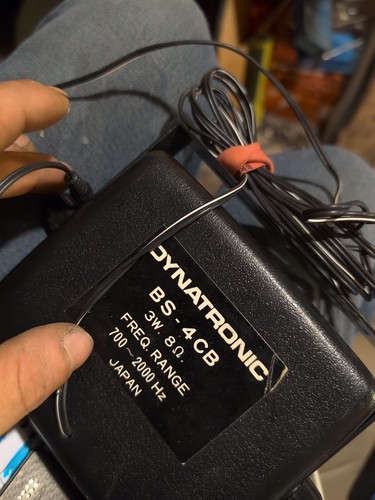 DYNATRONIC
BS-4CB
3W 8Ω
FREQ. RANGE
700~2000 Hz
JAPAN